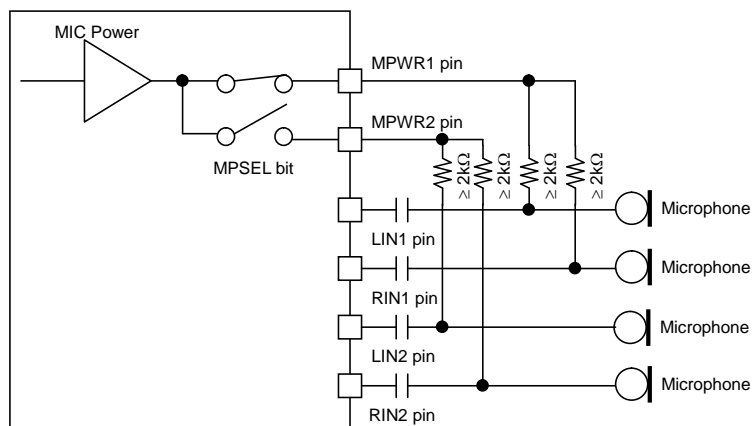 MIC Power
MPWR1 pin
MPWR2 pin
MPSEL bit
≥ 2kΩ
≥ 2kΩ
≥ 2kΩ
≥ 2kΩ
Microphone
LIN1 pin
Microphone
RIN1 pin
Microphone
LIN2 pin
Microphone
RIN2 pin